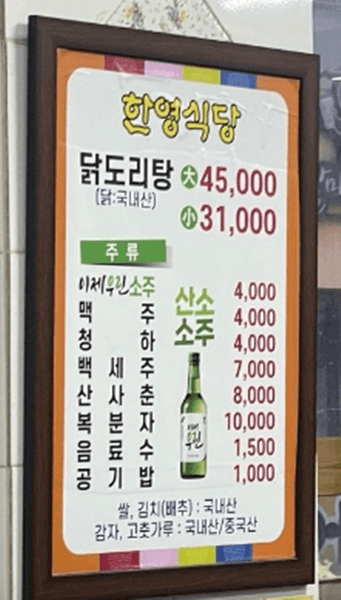 한영식당
닭도리탕 大 45,000
(닭:국내산) 小 31,000
주류
이제우린소주 4,000
맥 주 4,000
청 하 4,000
백 세 주 7,000
산 사 춘 8,000
복 분 자 10,000
음 료 수 1,500
공 기 밥 1,000
산소
소주
이제
우린
쌀, 김치(배추) : 국내산
감자, 고춧가루 : 국내산/중국산